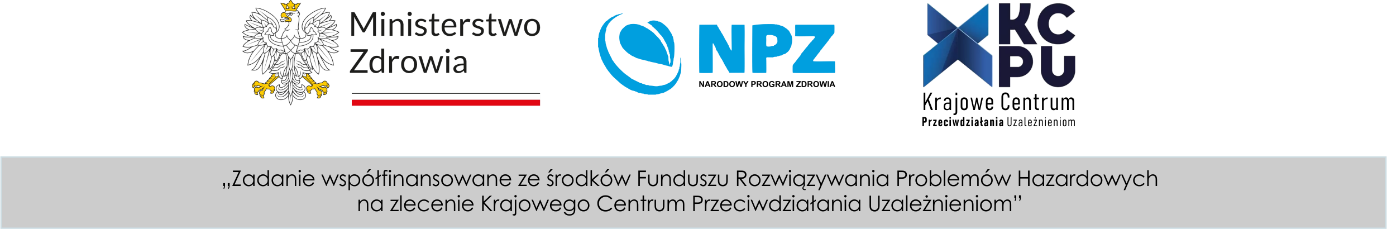 Ministerstwo
Zdrowia
NPZ
NARODOWY PROGRAM ZDROWIA
KC
PU
Krajowe Centrum
Przeciwdziałania Uzależnieniom
„Zadanie współfinansowane ze środków Funduszu Rozwiązywania Problemów Hazardowych
na zlecenie Krajowego Centrum Przeciwdziałania Uzależnieniom”